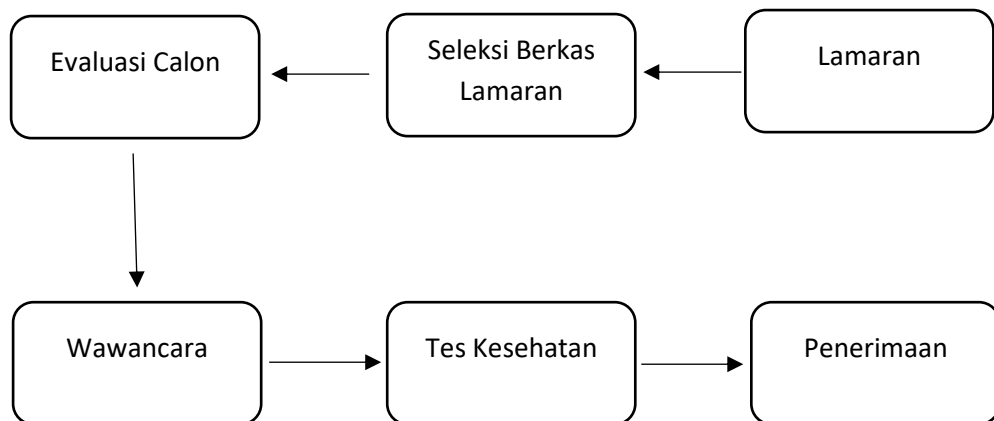 Evaluasi Calon
Seleksi Berkas
Lamaran
Lamaran
Wawancara
Tes Kesehatan
Penerimaan